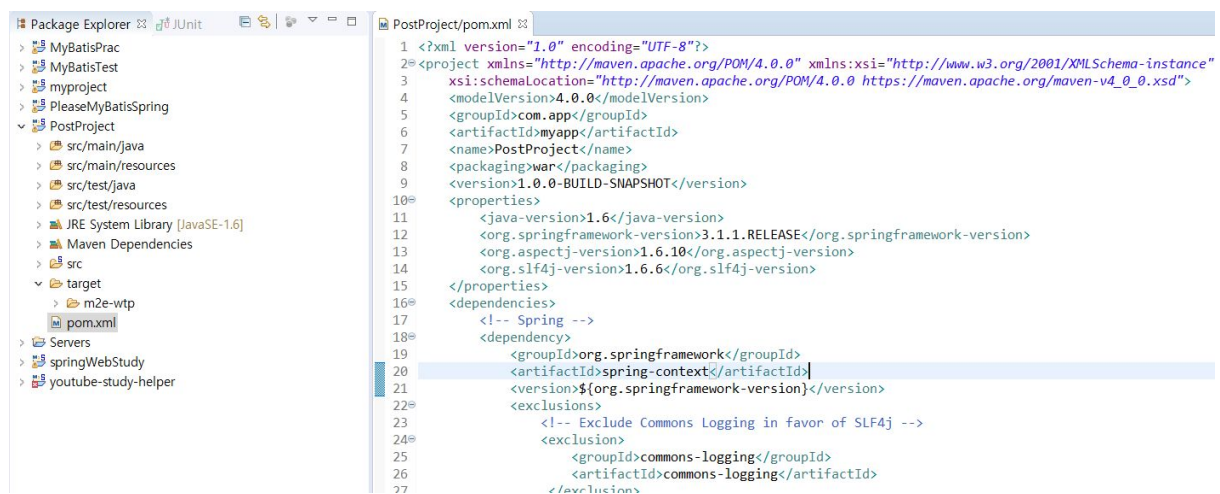 Package Explorer
JUnit
MyBatisPrac
MyBatisTest
myproject
PleaseMyBatisSpring
PostProject
src/main/java
src/main/resources
src/test/java
src/test/resources
JRE System Library [JavaSE-1.6]
Maven Dependencies
src
target
m2e-wtp
pom.xml
Servers
springWebStudy
youtube-study-helper
PostProject/pom.xml
1 <?xml version="1.0" encoding="UTF-8"?>
2 <project xmlns="http://maven.apache.org/POM/4.0.0" xmlns:xsi="http://www.w3.org/2001/XMLSchema-instance"
3 xsi:schemaLocation="http://maven.apache.org/POM/4.0.0 https://maven.apache.org/maven-v4_0_0.xsd">
4 <modelVersion>4.0.0</modelVersion>
5 <groupId>com.app</groupId>
6 <artifactId>myapp</artifactId>
7 <name>PostProject</name>
8 <packaging>war</packaging>
9 <version>1.0.0-BUILD-SNAPSHOT</version>
10 <properties>
11 <java-version>1.6</java-version>
12 <org.springframework-version>3.1.1.RELEASE</org.springframework-version>
13 <org.aspectj-version>1.6.10</org.aspectj-version>
14 <org.slf4j-version>1.6.6</org.slf4j-version>
15 </properties>
16 <dependencies>
17 <!-- Spring -->
18 <dependency>
19 <groupId>org.springframework</groupId>
20 <artifactId>spring-context</artifactId>
21 <version>${org.springframework-version}</version>
22 <exclusions>
23 <!-- Exclude Commons Logging in favor of SLF4j -->
24 <exclusion>
25 <groupId>commons-logging</groupId>
26 <artifactId>commons-logging</artifactId>
27 </exclusion>